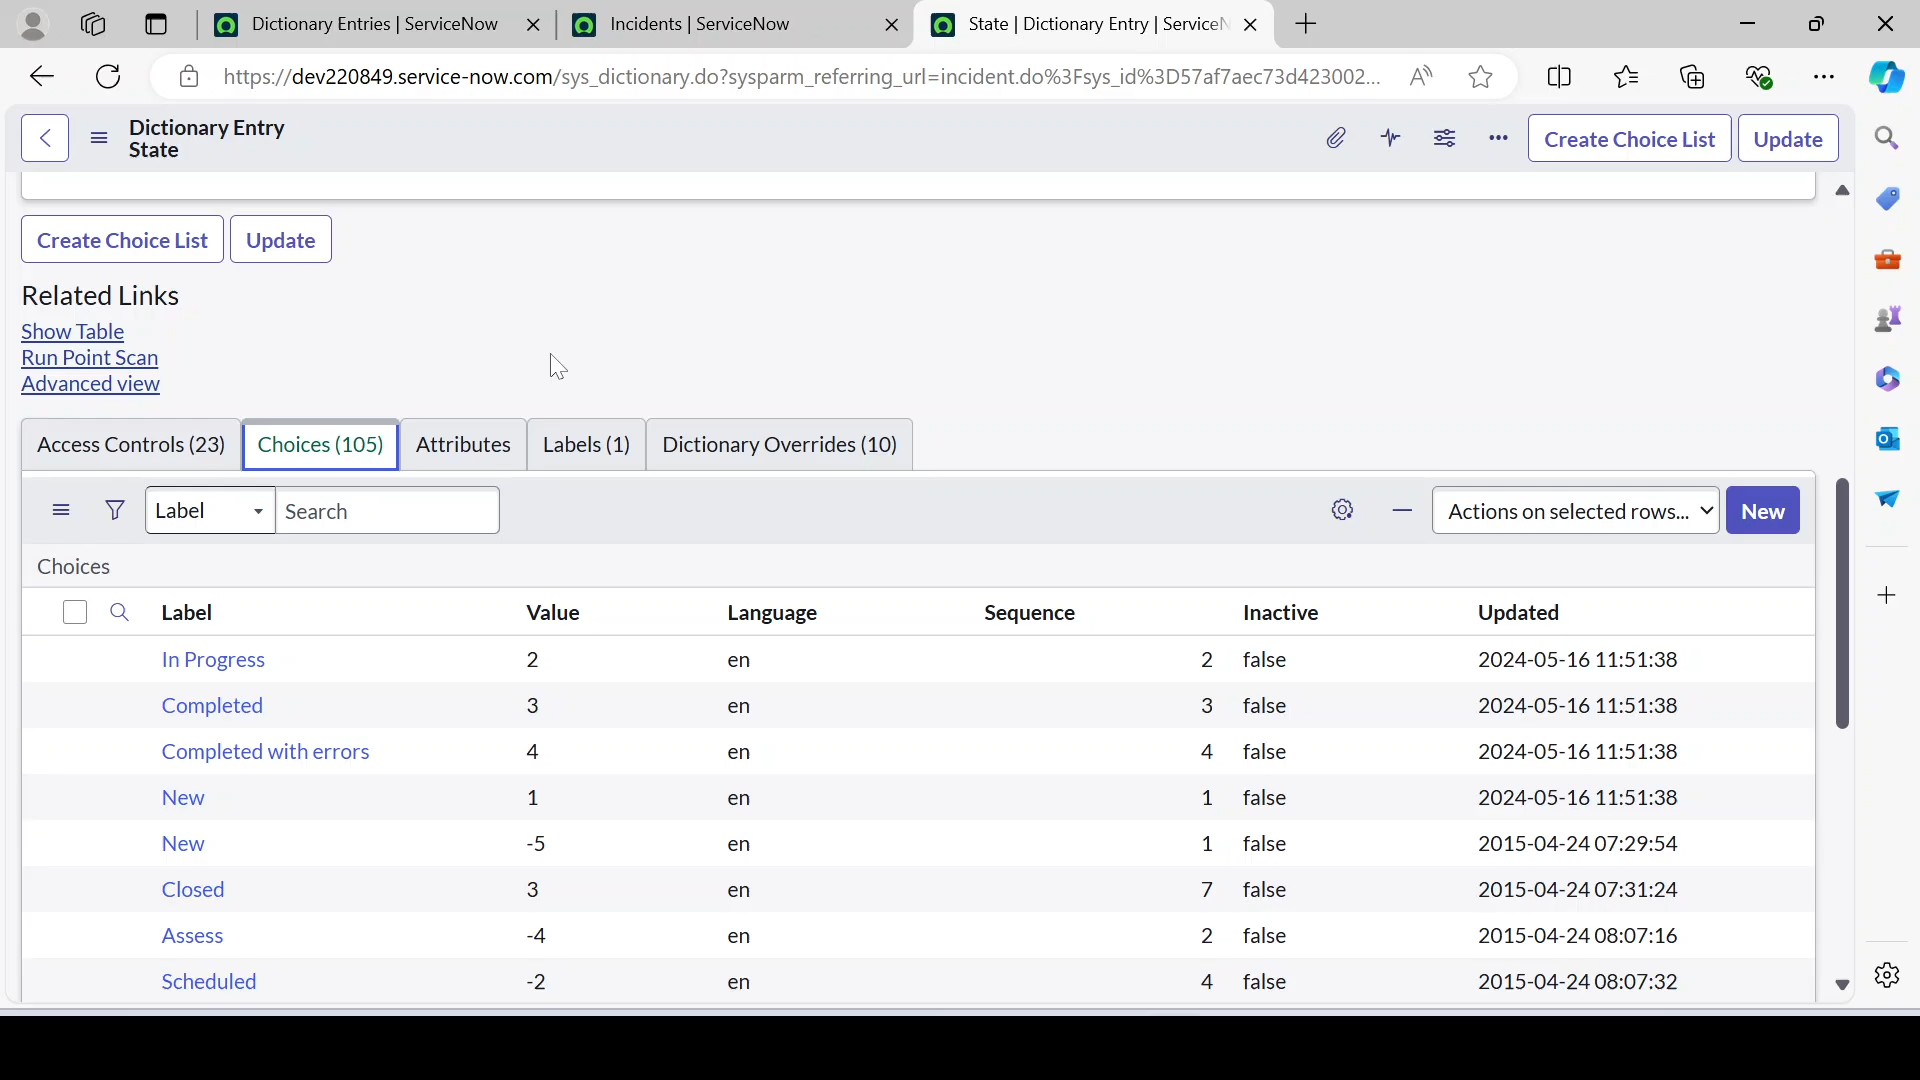 Dictionary Entries | ServiceNow
Incidents | ServiceNow
State | Dictionary Entry | ServiceN
https://dev220849.service-now.com/sys_dictionary.do?sysparm_referring_url=incident.do%3Fsys_id%3D57af7aec73d423002...
Dictionary Entry
State
Create Choice List
Update
Create Choice List
Update
Related Links
Show Table
Run Point Scan
Advanced view
Access Controls (23)
Choices (105)
Attributes
Labels (1)
Dictionary Overrides (10)
Label
Search
Actions on selected rows...
New
Choices
Label Value Language Sequence Inactive Updated
In Progress 2 en 2 false 2024-05-16 11:51:38
Completed 3 en 3 false 2024-05-16 11:51:38
Completed with errors 4 en 4 false 2024-05-16 11:51:38
New 1 en 1 false 2024-05-16 11:51:38
New -5 en 1 false 2015-04-24 07:29:54
Closed 3 en 7 false 2015-04-24 07:31:24
Assess -4 en 2 false 2015-04-24 08:07:16
Scheduled -2 en 4 false 2015-04-24 08:07:32